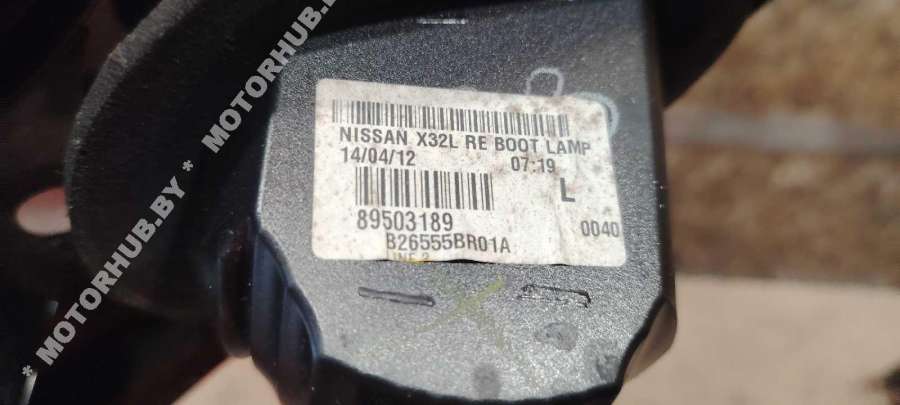 * MOTORHUB.BY * MOTORHUB.BY *
NISSAN X32L RE BOOT LAMP
14/04/12 07:19
L
89503189 0040
B26555BR01A